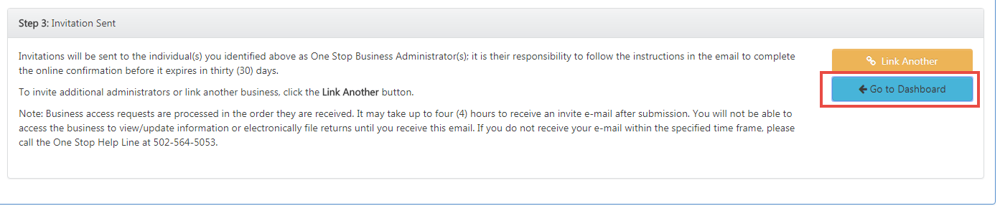 Step 3: Invitation Sent
Invitations will be sent to the individual(s) you identified above as One Stop Business Administrator(s); it is their responsibility to follow the instructions in the email to complete
the online confirmation before it expires in thirty (30) days.
To invite additional administrators or link another business, click the Link Another button.
Note: Business access requests are processed in the order they are received. It may take up to four (4) hours to receive an invite e-mail after submission. You will not be able to
access the business to view/update information or electronically file returns until you receive this email. If you do not receive your e-mail within the specified time frame, please
call the One Stop Help Line at 502-564-5053.
Link Another
Go to Dashboard